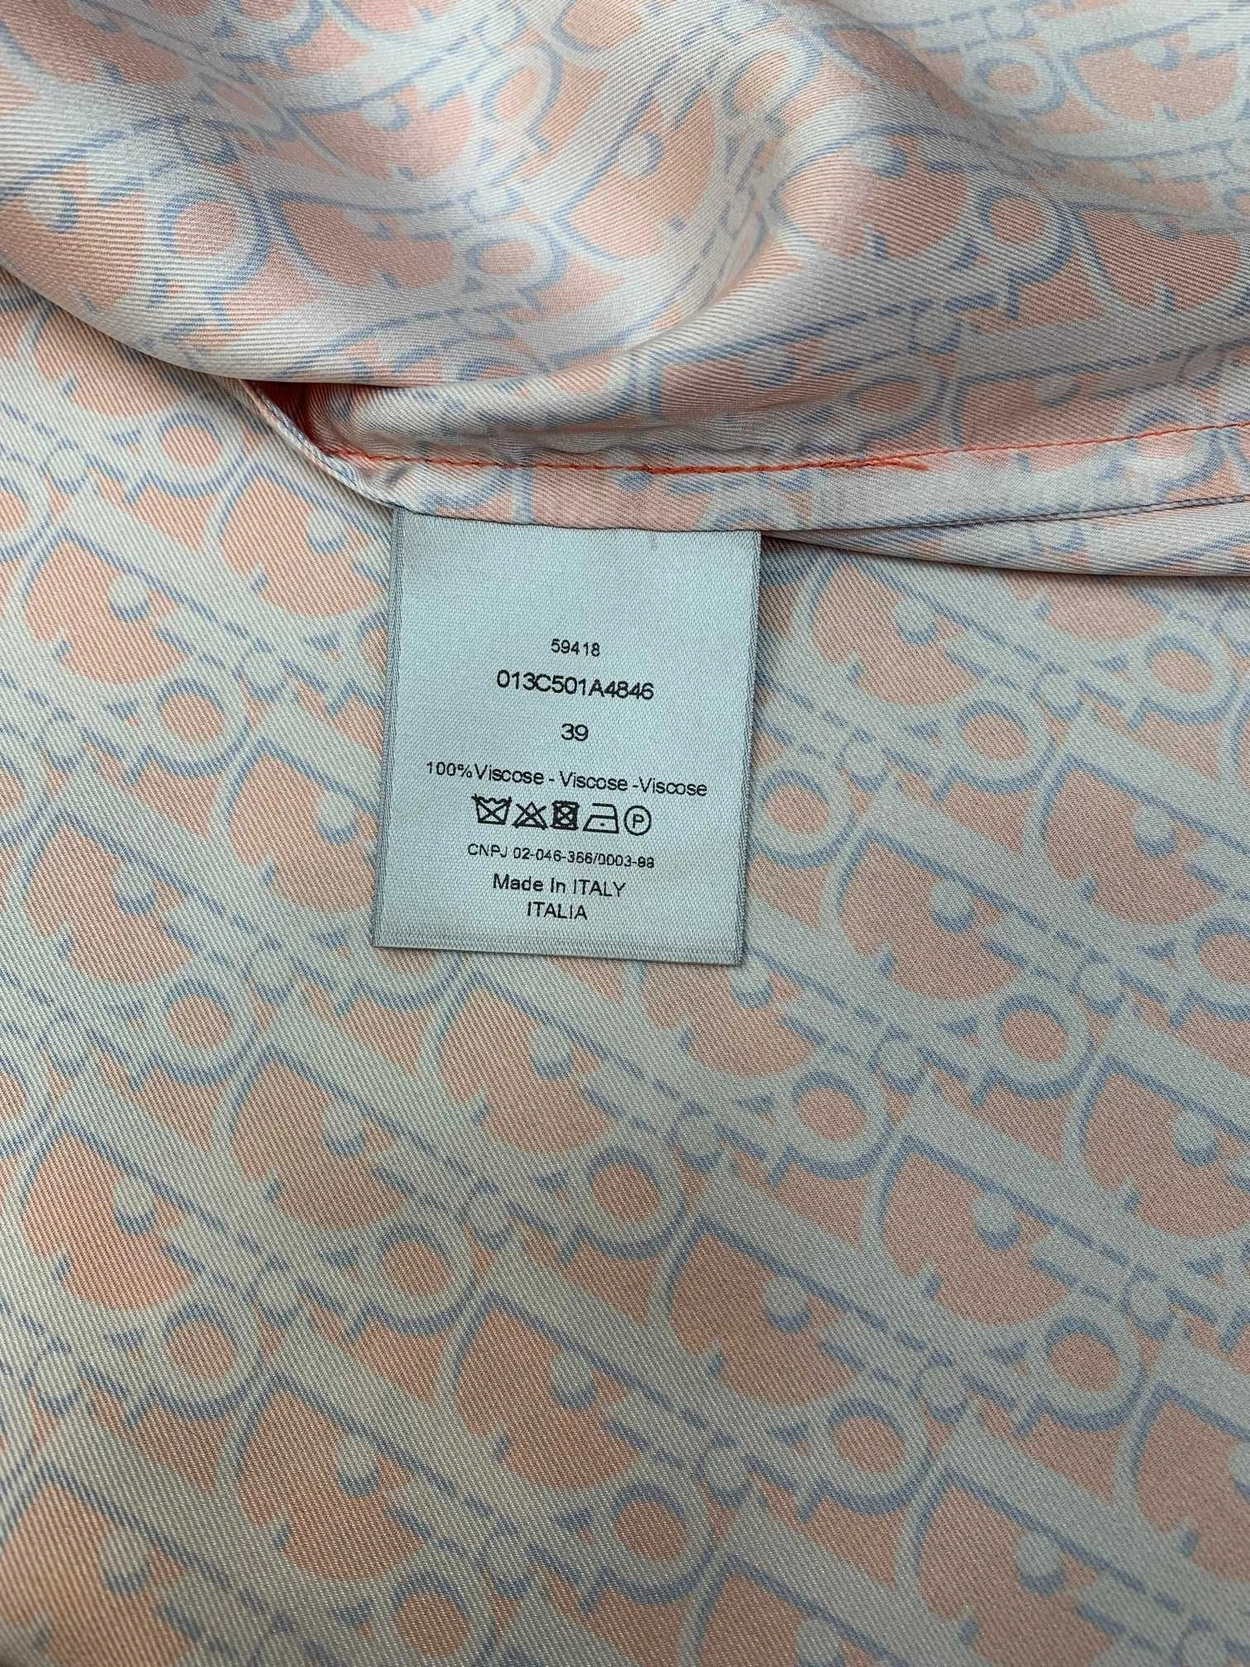 59418
013C501A4846
39
100%Viscose - Viscose -Viscose
P
CNPJ 02-046-366/0003-98
Made In ITALY
ITALIA